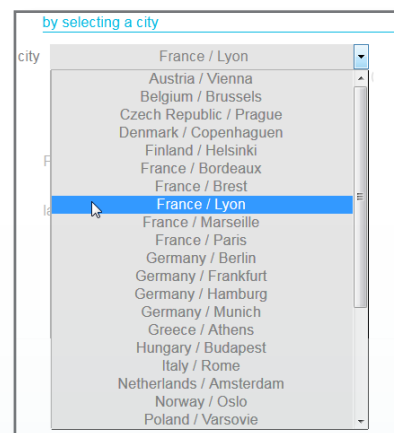 by selecting a city
city France / Lyon
Austria / Vienna
Belgium / Brussels
Czech Republic / Prague
Denmark / Copenhaguen
Finland / Helsinki
France / Bordeaux
France / Brest
France / Lyon
France / Marseille
France / Paris
Germany / Berlin
Germany / Frankfurt
Germany / Hamburg
Germany / Munich
Greece / Athens
Hungary / Budapest
Italy / Rome
Netherlands / Amsterdam
Norway / Oslo
Poland / Varsovie